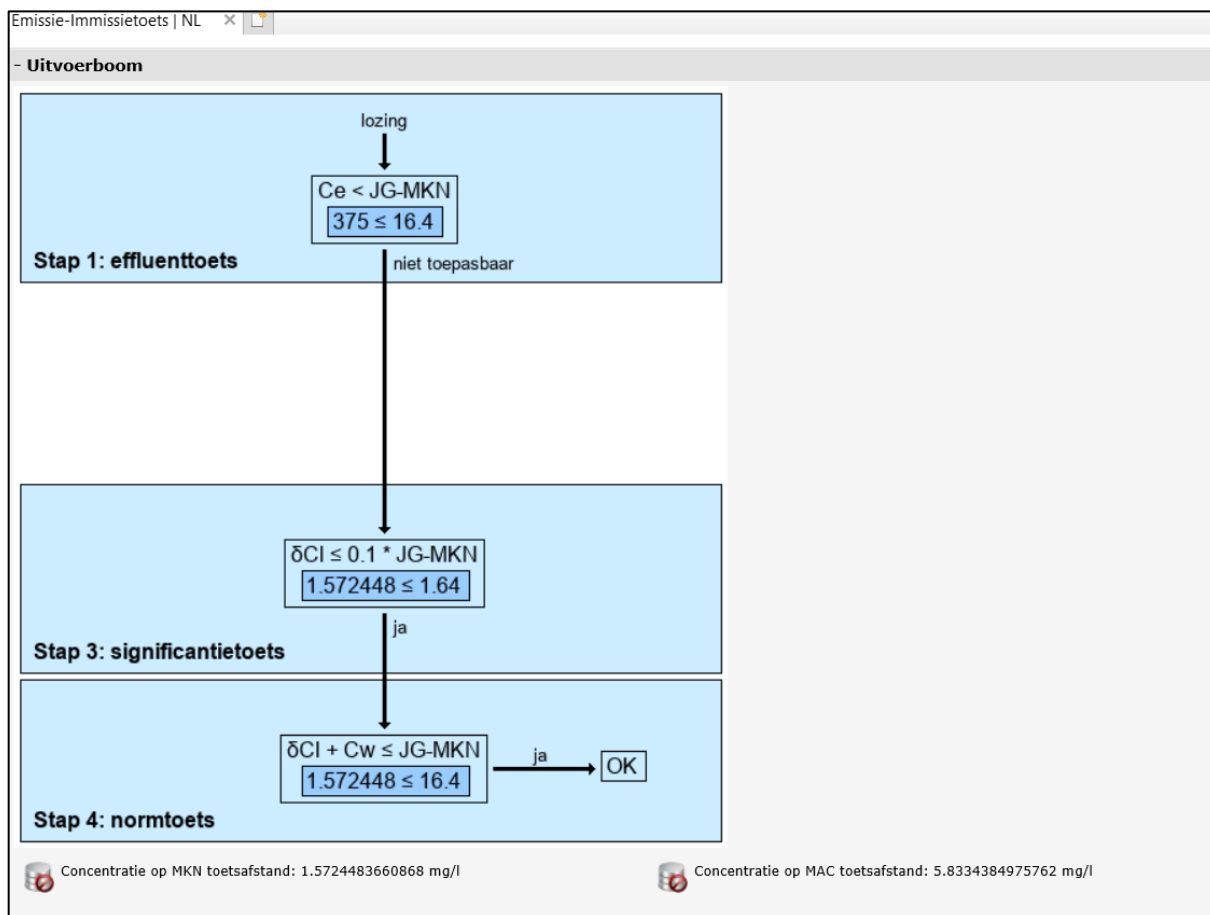 Emissie-Immissietoets | NL
- Uitvoerboom
lozing
Ce < JG-MKN
375 ≤ 16.4
Stap 1: effluenttoets
niet toepasbaar
δCl ≤ 0.1 * JG-MKN
1.572448 ≤ 1.64
ja
Stap 3: significantietoets
δCl + Cw ≤ JG-MKN
1.572448 ≤ 16.4
ja
OK
Stap 4: normtoets
Concentratie op MKN toetsafstand: 1.5724483660868 mg/l
Concentratie op MAC toetsafstand: 5.8334384975762 mg/l